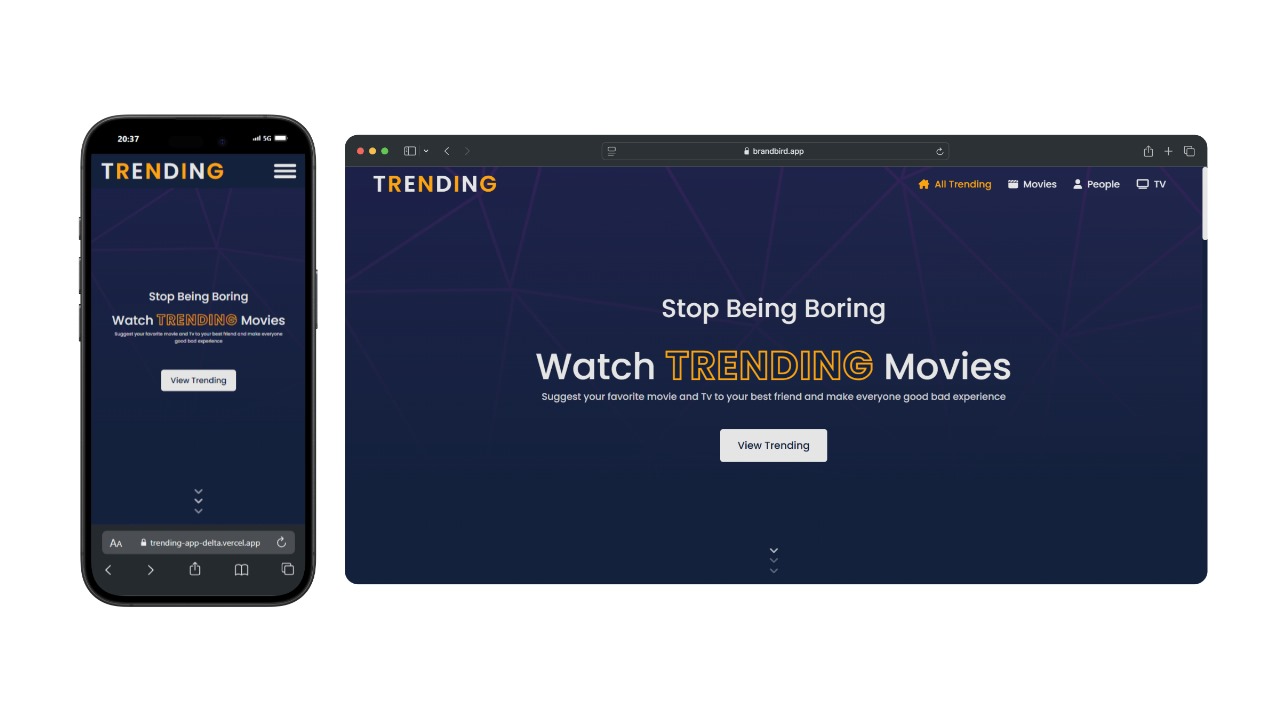 20:37
5G
TRENDING
Stop Being Boring
Watch TRENDING Movies
Suggest your favorite movie and Tv to your best friend and make everyone
good bad experience
View Trending
AA
trending-app-delta.vercel.app
brandbird.app
TRENDING
All Trending
Movies
People
TV
Stop Being Boring
Watch TRENDING Movies
Suggest your favorite movie and Tv to your best friend and make everyone good bad experience
View Trending